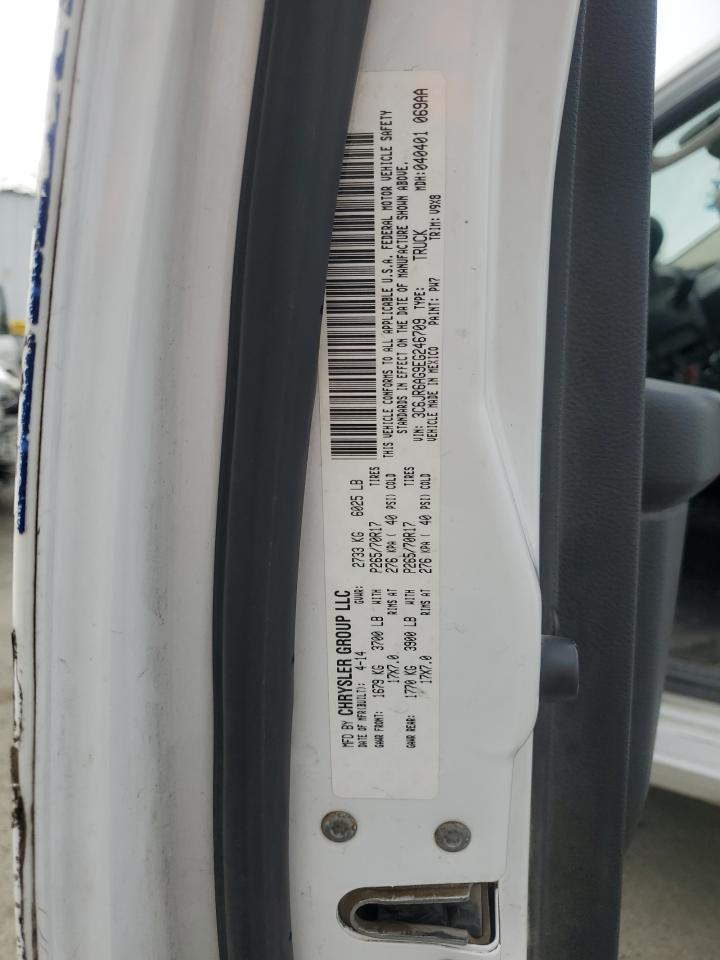 MFD BY CHRYSLER GROUP LLC
DATE OF MFR(BUILT): 4-14 GVWR: 2733 KG 6025 LB
GAWR FRONT: 1679 KG 3700 LB WITH P265/70R17 TIRES
17X7.0 RIMS AT 276 KPA ( 40 PSI) COLD
GAWR REAR: 1770 KG 3900 LB WITH P265/70R17 TIRES
17X7.0 RIMS AT 276 KPA ( 40 PSI) COLD
THIS VEHICLE CONFORMS TO ALL APPLICABLE U.S.A. FEDERAL MOTOR VEHICLE SAFETY
STANDARDS IN EFFECT ON THE DATE OF MANUFACTURE SHOWN ABOVE.
VIN: 3C6JR6AG9EG246709 TYPE: TRUCK MDH:040401 069AA
VEHICLE MADE IN MEXICO PAINT: PW7 TRIM: V9X8